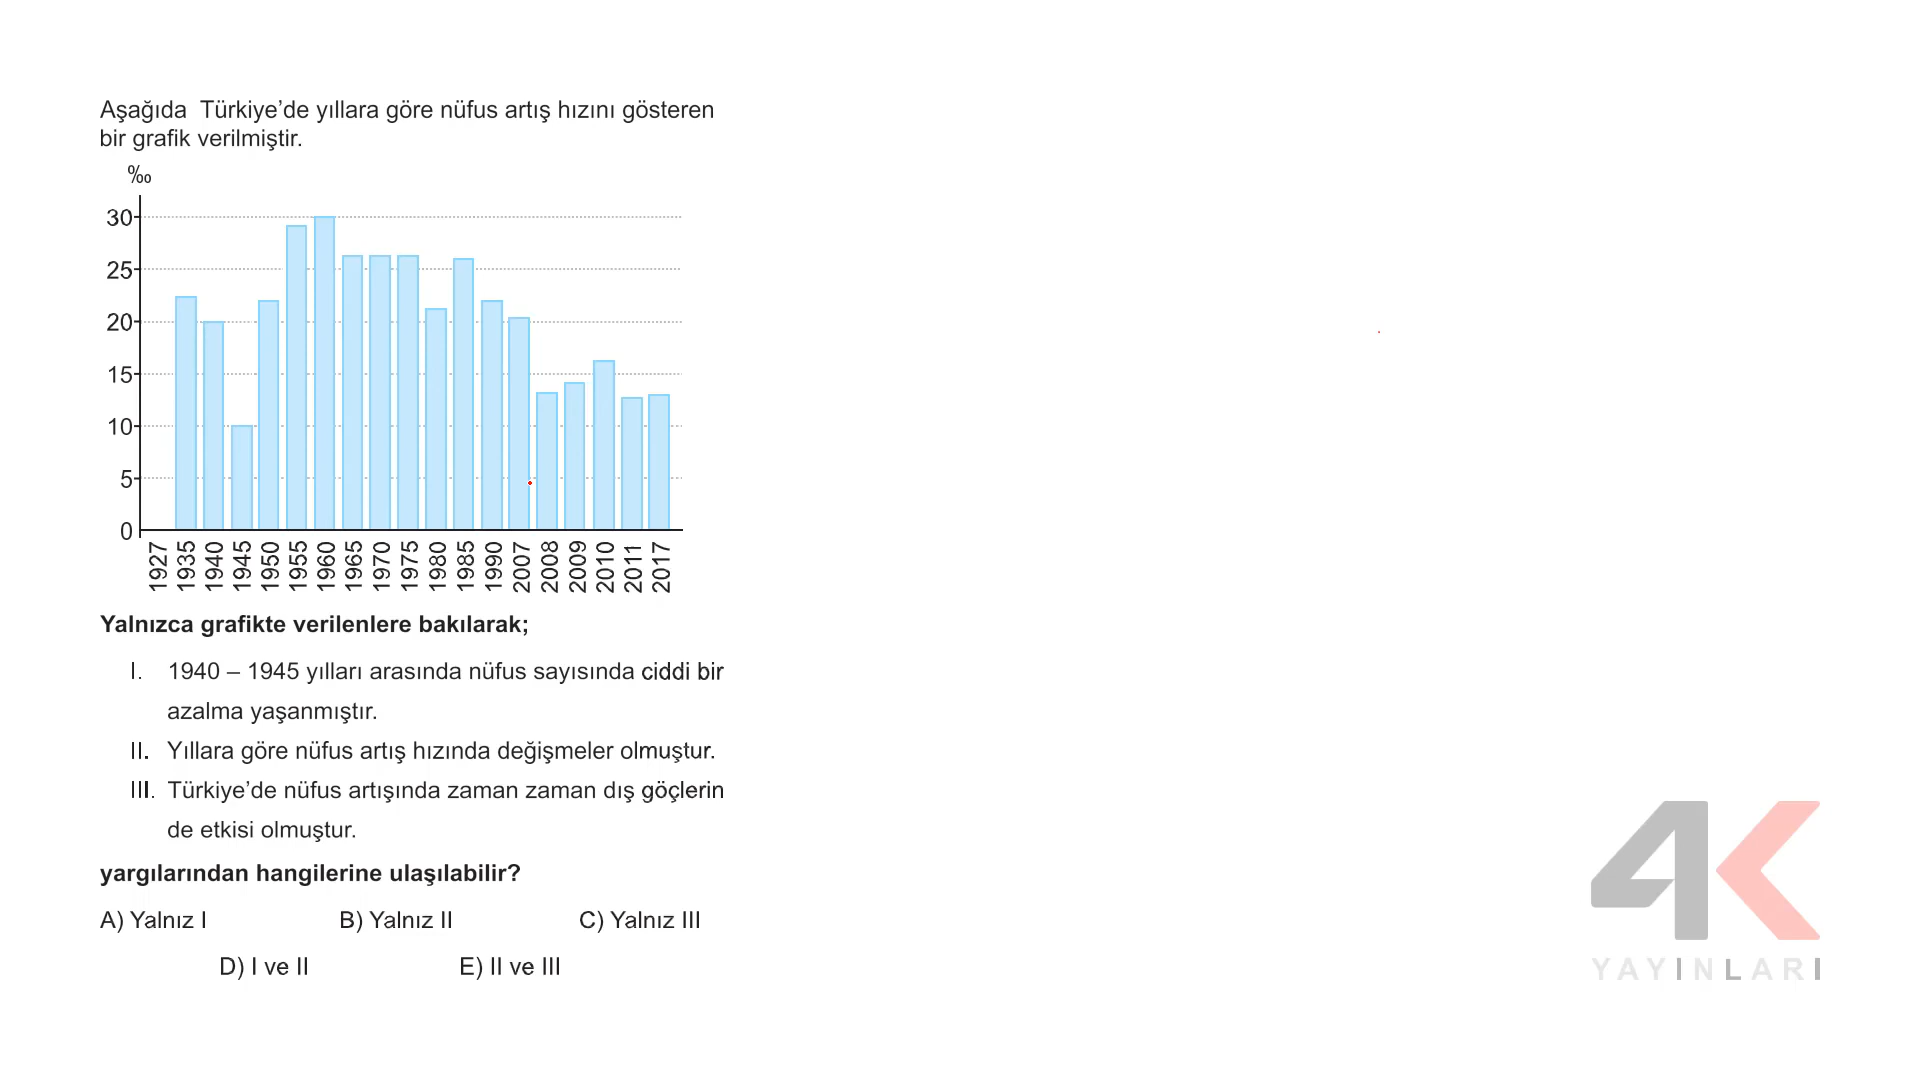 Aşağıda Türkiye’de yıllara göre nüfus artış hızını gösteren
bir grafik verilmiştir.
‰
30
25
20
15
10
5
0
1927 1935 1940 1945 1950 1955 1960 1965 1970 1975 1980 1985 1990 2007 2008 2009 2010 2011 2017
Yalnızca grafikte verilenlere bakılarak;
I. 1940 – 1945 yılları arasında nüfus sayısında ciddi bir
azalma yaşanmıştır.
II. Yıllara göre nüfus artış hızında değişmeler olmuştur.
III. Türkiye’de nüfus artışında zaman zaman dış göçlerin
de etkisi olmuştur.
yargılarından hangilerine ulaşılabilir?
A) Yalnız I B) Yalnız II C) Yalnız III
D) I ve II E) II ve III
4K
YAYINLARI